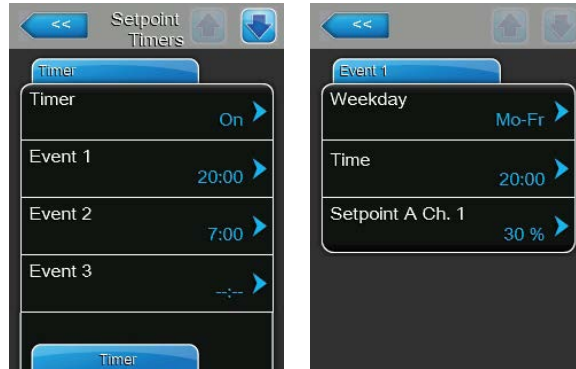 <<
Setpoint
Timers
Timer
Timer
On
Event 1
20:00
Event 2
7:00
Event 3
--:--
Timer
<<
Event 1
Weekday
Mo-Fr
Time
20:00
Setpoint A Ch. 1
30 %